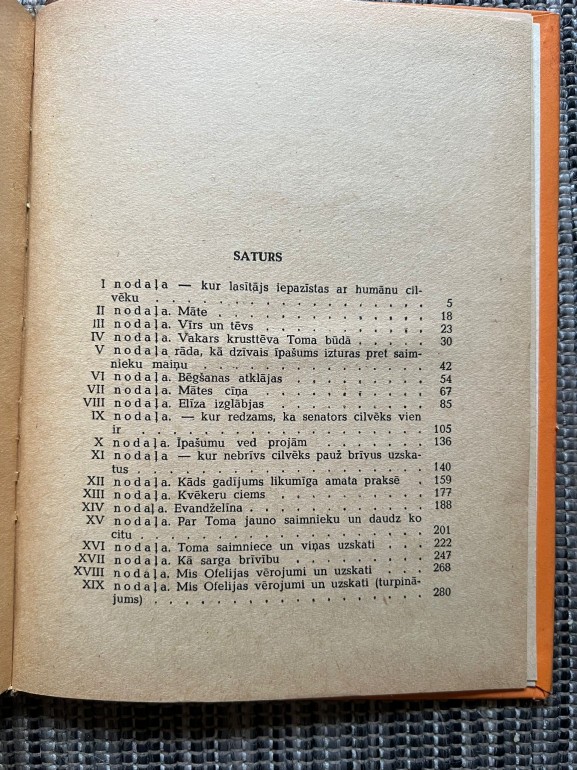 SATURS
I nodaļa — kur lasītājs iepazīstas ar humānu cil-
vēku . . . . . . . . . . . . . . . . 5
II nodaļa. Māte . . . . . . . . . . . . . 18
III nodaļa. Vīrs un tēvs . . . . . . . . . . 23
IV nodaļa. Vakars krusttēva Toma būdā . . . . 30
V nodaļa rāda, kā dzīvais īpašums izturas pret saim-
nieku maiņu . . . . . . . . . . . . . 42
VI nodaļa. Bēgšanas atklājas . . . . . . . . 54
VII nodaļa. Mātes cīņa . . . . . . . . . . 67
VIII nodaļa. Elīza izglābjas . . . . . . . . . 85
IX nodaļa. — kur redzams, ka senators cilvēks vien
ir . . . . . . . . . . . . . . . . . 105
X nodaļa. Īpašumu ved projām . . . . . . . 136
XI nodaļa — kur nebrīvs cilvēks pauž brīvus uzska-
tus . . . . . . . . . . . . . . . . 140
XII nodaļa. Kāds gadījums likumīga amata praksē 159
XIII nodaļa. Kvēkeru ciems . . . . . . . . . 177
XIV nodaļa. Evandželīna . . . . . . . . . . 188
XV nodaļa. Par Toma jauno saimnieku un daudz ko
citu . . . . . . . . . . . . . . . . 201
XVI nodaļa. Toma saimniece un viņas uzskati . . . 222
XVII nodaļa. Kā sarga brīvību . . . . . . . . 247
XVIII nodaļa. Mis Ofelijas vērojumi un uzskati . . . 268
XIX nodaļa. Mis Ofelijas vērojumi un uzskati (turpinā-
jums) . . . . . . . . . . . . . . . 280